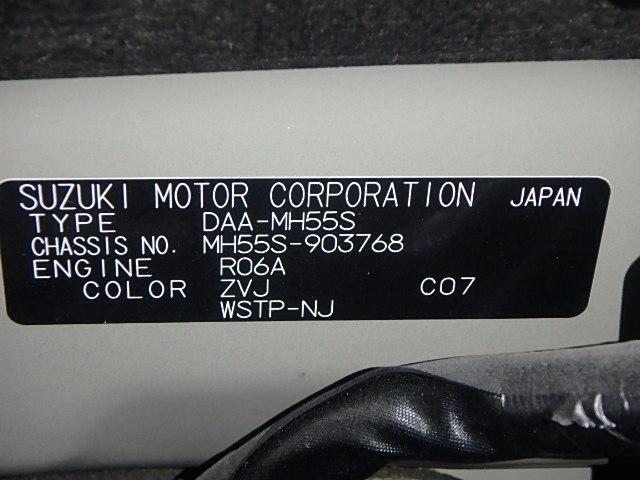 SUZUKI MOTOR CORPORATION JAPAN
TYPE DAA-MH55S
CHASSIS NO. MH55S-903768
ENGINE R06A
COLOR ZVJ C07
WSTP-NJ